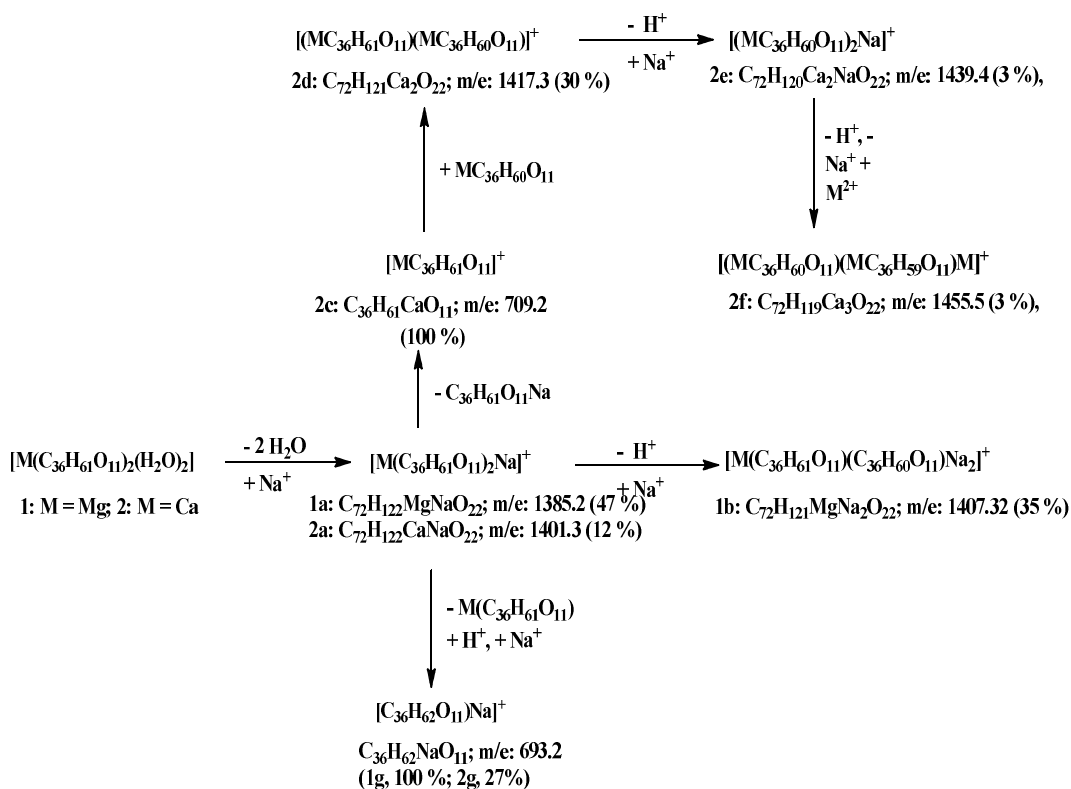 [(MC₃₆H₆₁O₁₁)(MC₃₆H₆₀O₁₁)]⁺
- H⁺
+ Na⁺
[(MC₃₆H₆₀O₁₁)₂Na]⁺
2d: C₇₂H₁₂₁Ca₂O₂₂; m/e: 1417.3 (30 %)
2e: C₇₂H₁₂₀Ca₂NaO₂₂; m/e: 1439.4 (3 %),
+ MC₃₆H₆₀O₁₁
- H⁺, -
Na⁺ +
M²⁺
[MC₃₆H₆₁O₁₁]⁺
2c: C₃₆H₆₁CaO₁₁; m/e: 709.2
(100 %)
[(MC₃₆H₆₀O₁₁)(MC₃₆H₅₉O₁₁)M]⁺
2f: C₇₂H₁₁₉Ca₃O₂₂; m/e: 1455.5 (3 %),
- C₃₆H₆₁O₁₁Na
[M(C₃₆H₆₁O₁₁)₂(H₂O)₂]
- 2 H₂O
+ Na⁺
[M(C₃₆H₆₁O₁₁)₂Na]⁺
- H⁺
+ Na⁺
[M(C₃₆H₆₁O₁₁)(C₃₆H₆₀O₁₁)Na₂]⁺
1: M = Mg; 2: M = Ca
1a: C₇₂H₁₂₂MgNaO₂₂; m/e: 1385.2 (47 %)
2a: C₇₂H₁₂₂CaNaO₂₂; m/e: 1401.3 (12 %)
1b: C₇₂H₁₂₁MgNa₂O₂₂; m/e: 1407.32 (35 %)
- M(C₃₆H₆₁O₁₁)
+ H⁺, + Na⁺
[C₃₆H₆₂O₁₁)Na]⁺
C₃₆H₆₂NaO₁₁; m/e: 693.2
(1g, 100 %; 2g, 27%)